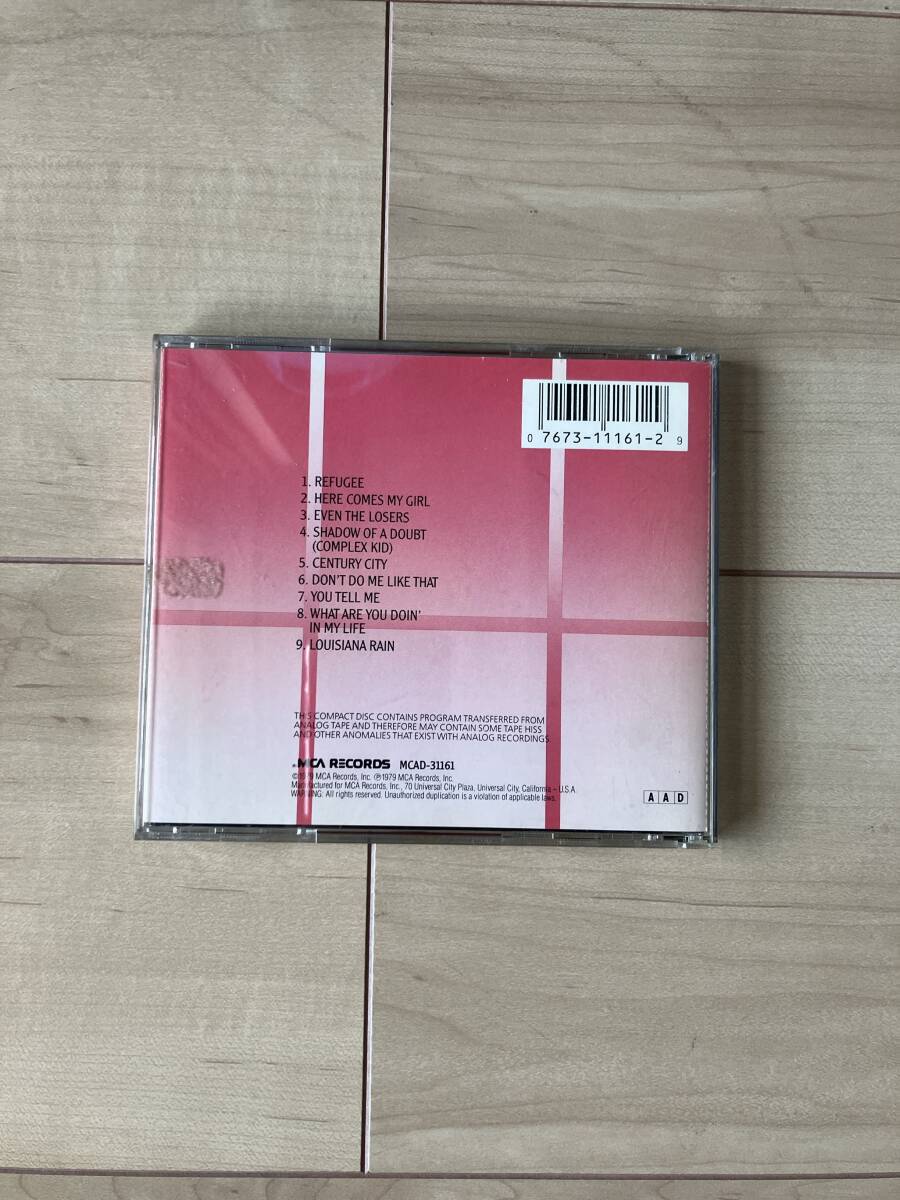 0 7673-11161-2 9
1. REFUGEE
2. HERE COMES MY GIRL
3. EVEN THE LOSERS
4. SHADOW OF A DOUBT
(COMPLEX KID)
5. CENTURY CITY
6. DON'T DO ME LIKE THAT
7. YOU TELL ME
8. WHAT ARE YOU DOIN'
IN MY LIFE
9. LOUISIANA RAIN
THIS COMPACT DISC CONTAINS PROGRAM TRANSFERRED FROM
ANALOG TAPE AND THEREFORE MAY CONTAIN SOME TAPE HISS
AND OTHER ANOMALIES THAT EXIST WITH ANALOG RECORDINGS.
MCA RECORDS MCAD-31161
©1979 MCA Records, Inc. ℗1979 MCA Records, Inc.
Manufactured for MCA Records, Inc., 70 Universal City Plaza, Universal City, California – U.S.A.
WARNING: All rights reserved. Unauthorized duplication is a violation of applicable laws.
A A D